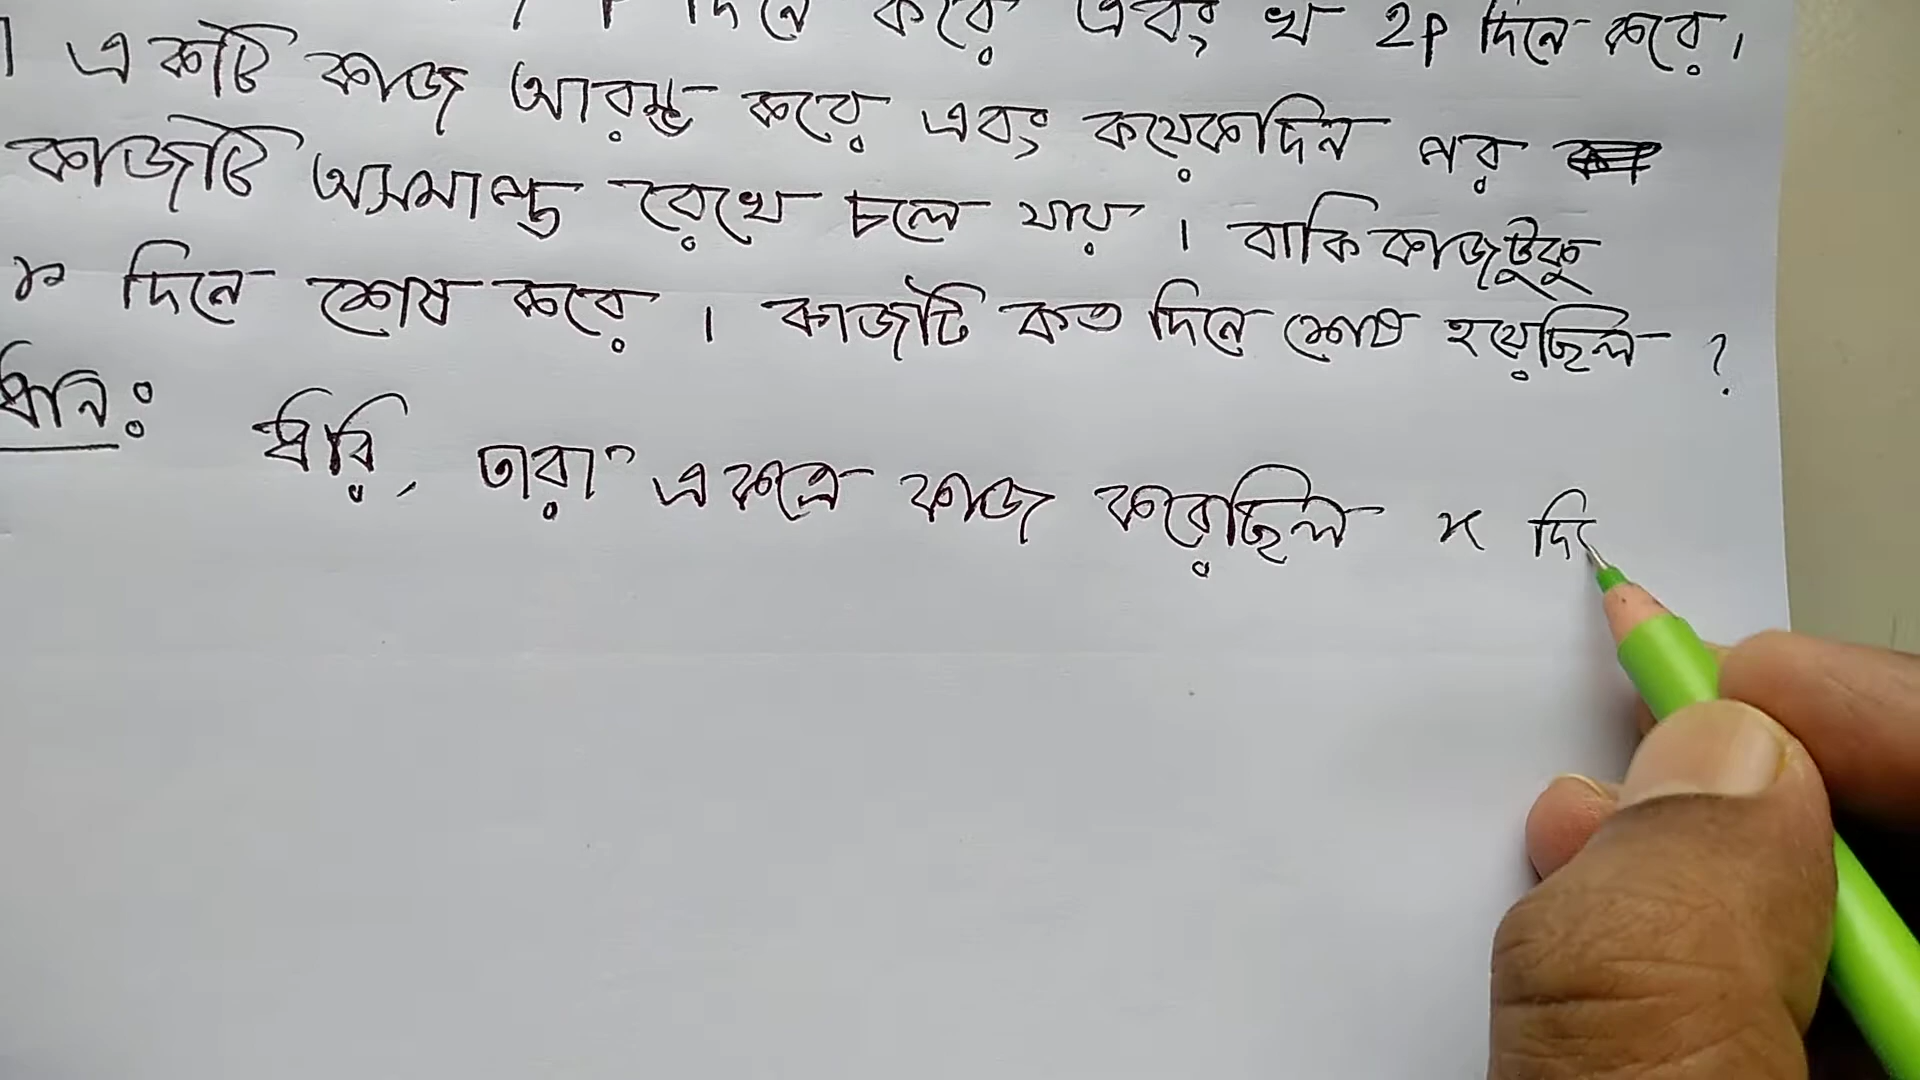 P দিনে করে এবং খ 2P দিনে করে।
একটি কাজ আরম্ভ করে এবং কয়েকদিন পর
কাজটি অসমাপ্ত রেখে চলে যায়। বাকি কাজটুকু
r দিনে শেষ করে। কাজটি কত দিনে শেষ হয়েছিল?
ধান: ধরি, তারা একত্রে কাজ করেছিল x দি